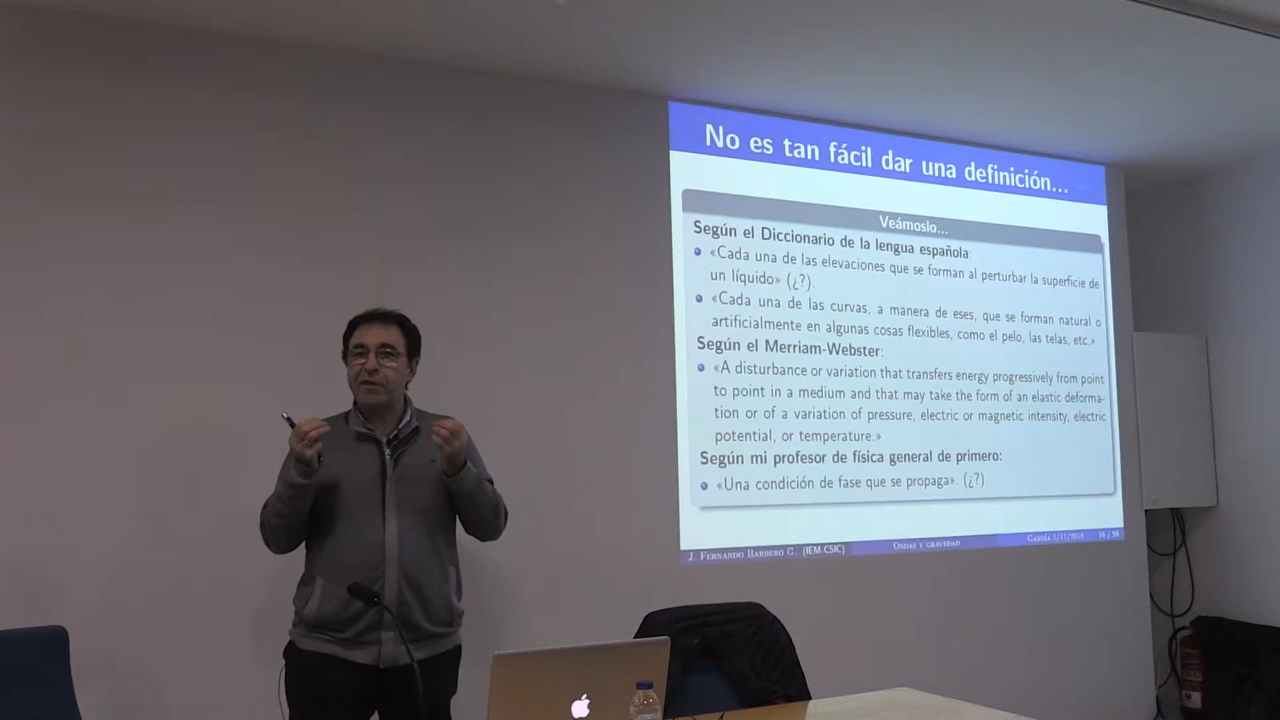 No es tan fácil dar una definición...
Veámoslo...
Según el Diccionario de la lengua española:
«Cada una de las elevaciones que se forman al perturbar la superficie de
un líquido» (¿?).
«Cada una de las curvas, a manera de eses, que se forman natural o
artificialmente en algunas cosas flexibles, como el pelo, las telas, etc.»
Según el Merriam-Webster:
«A disturbance or variation that transfers energy progressively from point
to point in a medium and that may take the form of an elastic deforma-
tion or of a variation of pressure, electric or magnetic intensity, electric
potential, or temperature.»
Según mi profesor de física general de primero:
«Una condición de fase que se propaga». (¿?)
J. Fernando Barbero G. (IEM-CSIC) Ondas y gravedad 5/11/2018 16 / 59